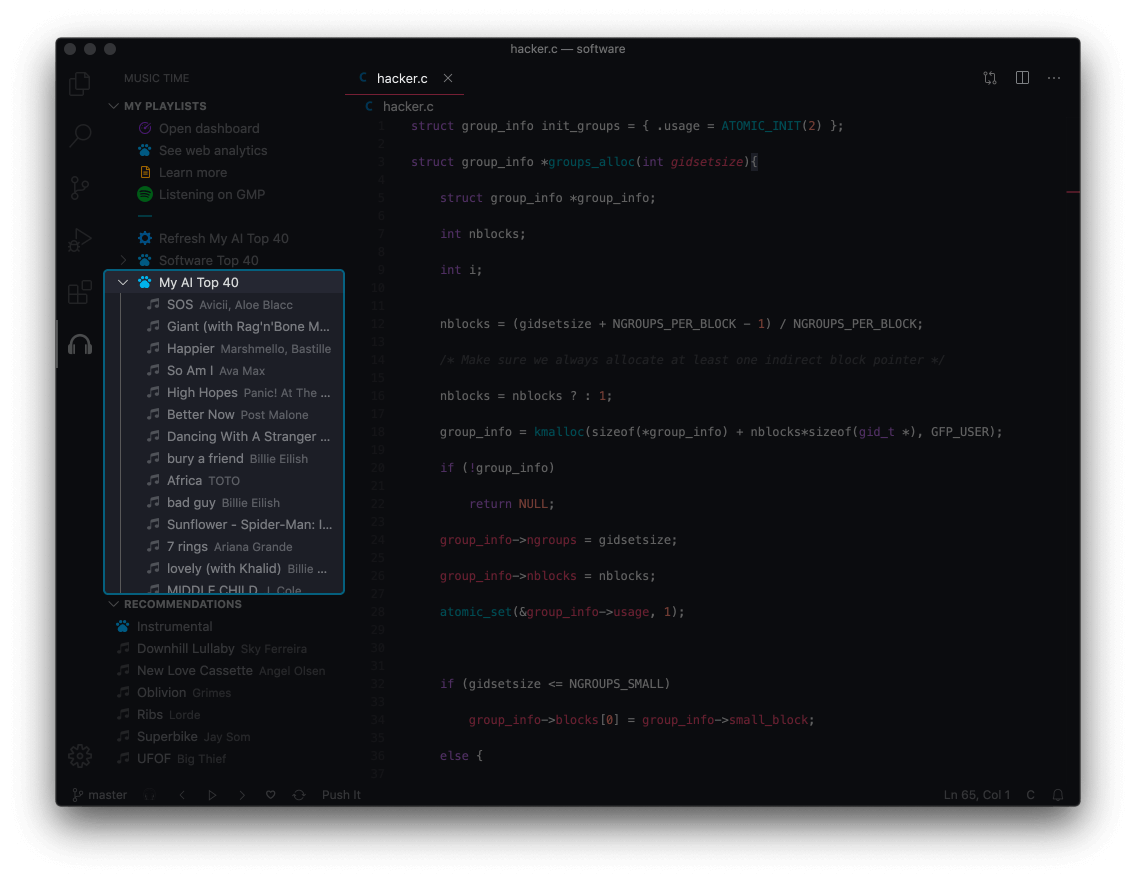 hacker.c — software
MUSIC TIME
MY PLAYLISTS
Open dashboard
See web analytics
Learn more
Listening on GMP
Refresh My AI Top 40
Software Top 40
My AI Top 40
SOS Avicii, Aloe Blacc
Giant (with Rag'n'Bone M...
Happier Marshmello, Bastille
So Am I Ava Max
High Hopes Panic! At The ...
Better Now Post Malone
Dancing With A Stranger ...
bury a friend Billie Eilish
Africa TOTO
bad guy Billie Eilish
Sunflower - Spider-Man: I...
7 rings Ariana Grande
lovely (with Khalid) Billie ...
MIDDLE CHILD J. Cole
RECOMMENDATIONS
Instrumental
Downhill Lullaby Sky Ferreira
New Love Cassette Angel Olsen
Oblivion Grimes
Ribs Lorde
Superbike Jay Som
UFOF Big Thief
C hacker.c
C hacker.c
1 struct group_info init_groups = { .usage = ATOMIC_INIT(2) };
2
3 struct group_info *groups_alloc(int gidsetsize){
4
5 struct group_info *group_info;
6
7 int nblocks;
8
9 int i;
10
11
12 nblocks = (gidsetsize + NGROUPS_PER_BLOCK - 1) / NGROUPS_PER_BLOCK;
13
14 /* Make sure we always allocate at least one indirect block pointer */
15
16 nblocks = nblocks ? : 1;
17
18 group_info = kmalloc(sizeof(*group_info) + nblocks*sizeof(gid_t *), GFP_USER);
19
20 if (!group_info)
21
22 return NULL;
23
24 group_info->ngroups = gidsetsize;
25
26 group_info->nblocks = nblocks;
27
28 atomic_set(&group_info->usage, 1);
29
30
31
32 if (gidsetsize <= NGROUPS_SMALL)
33
34 group_info->blocks[0] = group_info->small_block;
35
36 else {
37
master
Push It
Ln 65, Col 1
C